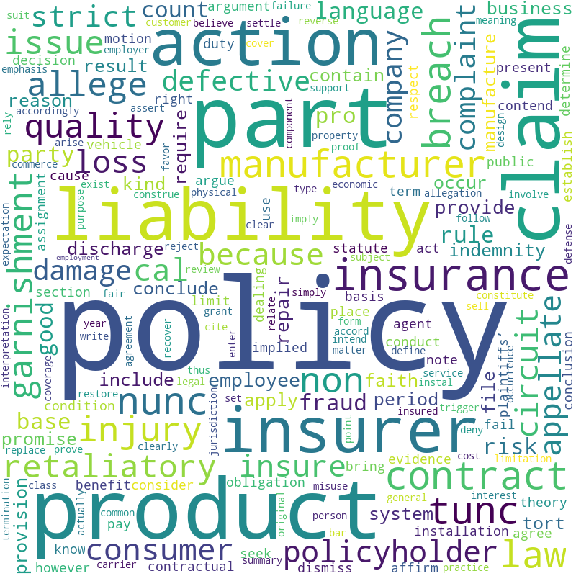 suit customer argument failure reverse
strict count believe settle language business
issue motion duty cover
action
decision result
emphasis employer allege defective contain
reason accordingly assert right support
rely quality pro company respect breach complaint manufacture
part
claim
present determine
contend design
arise favor require component property proof public establish
party loss vehicle manufacturer
commerce cause economic allegation
exist kind argue physical type occur involve
expectation assignment purpose construe use term imply provide follow
liability
garnishment discharge because clear statute act rule defense
reject subject indemnity
damage cal review dealing repair basis constitute
section conclude limit insurance sell
good fair grant place agent
interpretation employment year relate simply form conduct
policy
write cite accord define circuit appellate
agreement recover implied intend note
coverage include thus enter matter service plaintiffs' conclusion
restore employee non faith period instal file
condition legal nunc apply fraud insured trigger deny
base jurisdiction set evidence point fail limitation
promise clearly injury insurer cost risk
replace prove retaliatory insure bring
class benefit consider obligation misuse contract general interest theory
termination provision actually common original person system tunc tort
pay product installation agree
know consumer seek bar policyholder law
however carrier contractual summary dismiss affirm practice